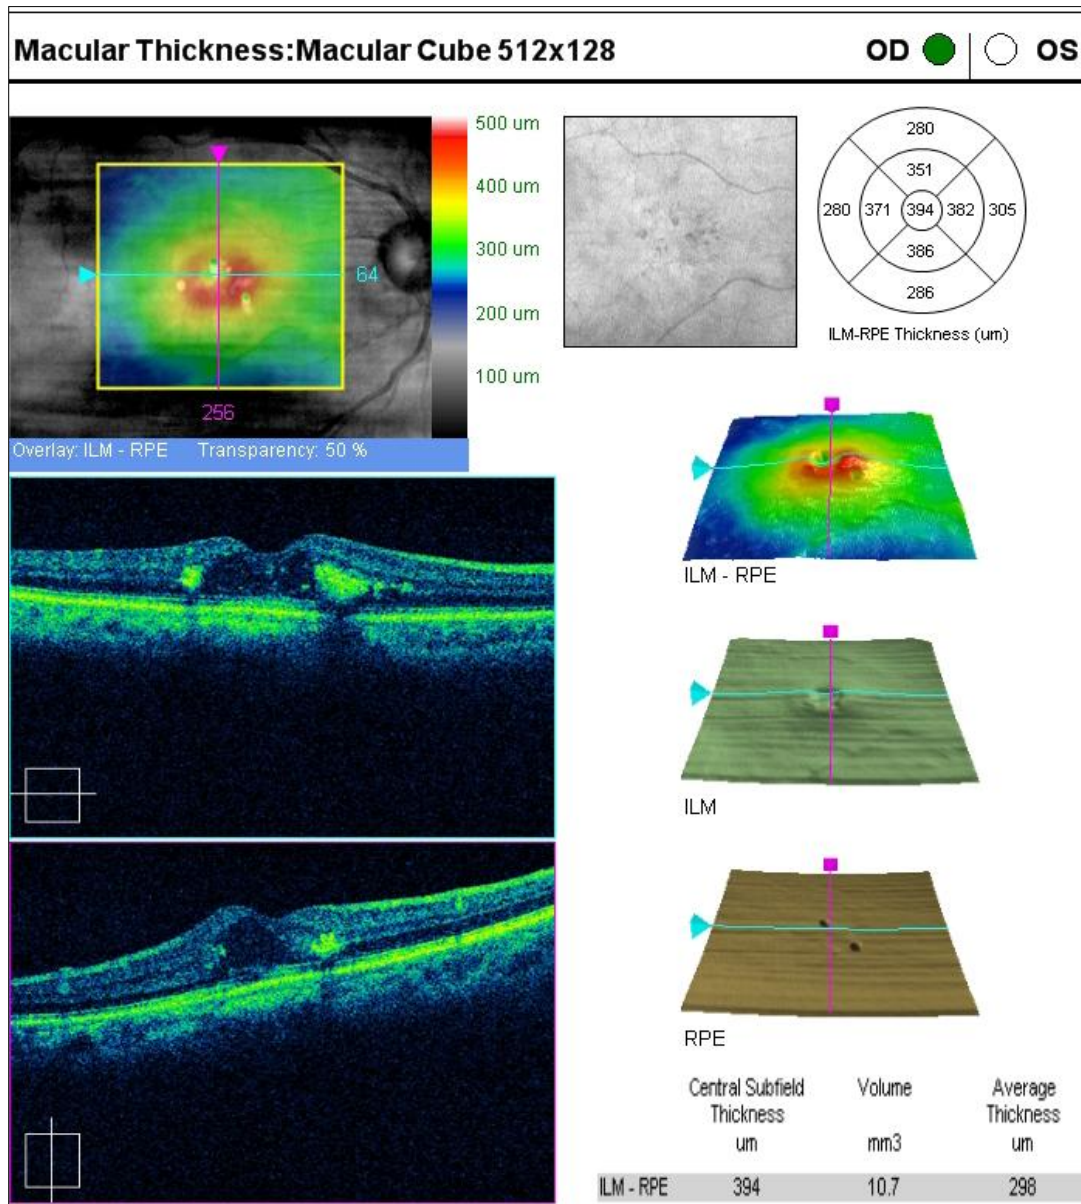 Macular Thickness:Macular Cube 512x128 OD OS
500 um
400 um
300 um
200 um
100 um
64
256
Overlay: ILM - RPE Transparency: 50 %
280
351
280 371 394 382 305
386
286
ILM-RPE Thickness (um)
ILM - RPE
ILM
RPE
Central Subfield Thickness um
Volume mm3
Average Thickness um
ILM - RPE 394 10.7 298